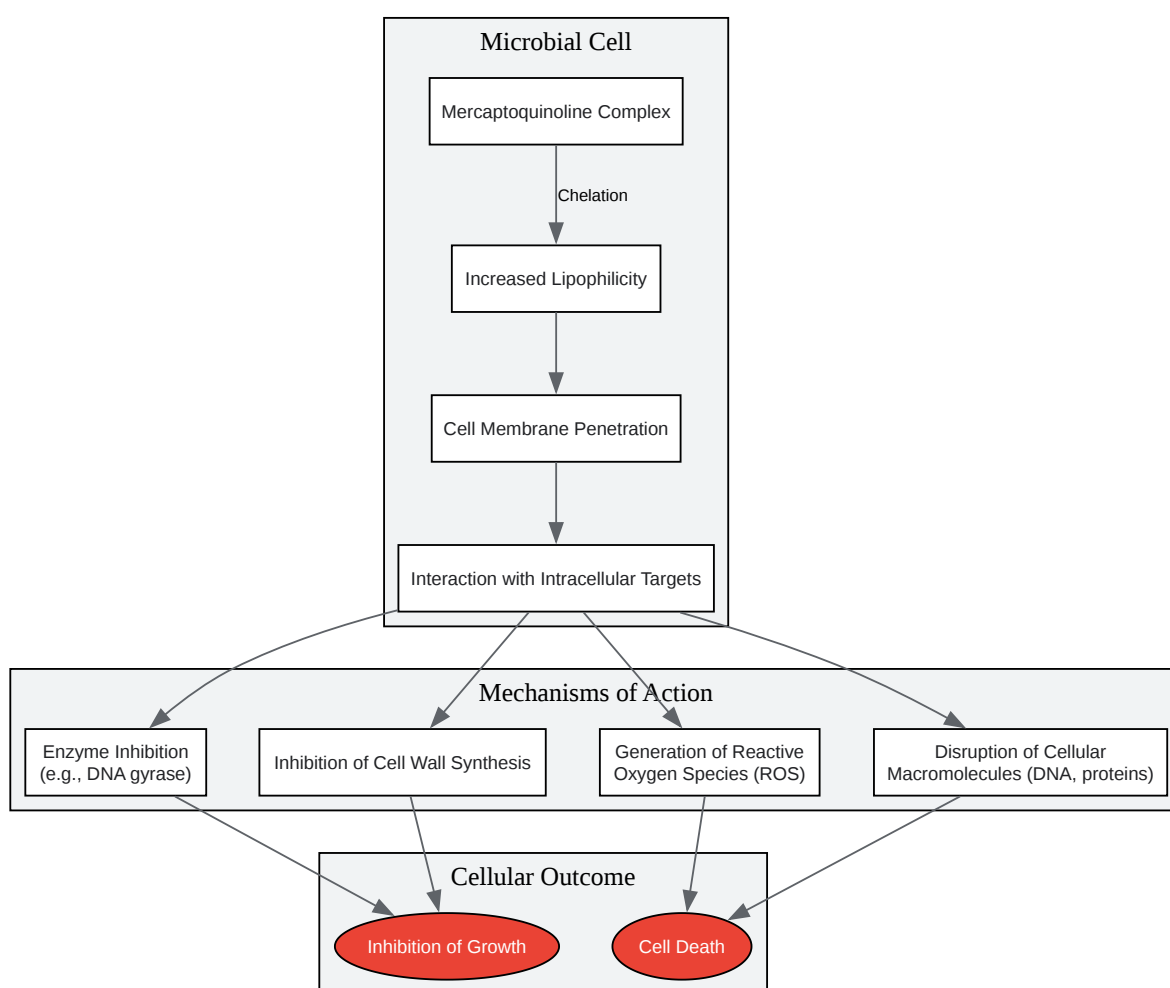 Microbial Cell
Mercaptoquinoline Complex
Chelation
Increased Lipophilicity
Cell Membrane Penetration
Interaction with Intracellular Targets
Mechanisms of Action
Enzyme Inhibition
(e.g., DNA gyrase)
Inhibition of Cell Wall Synthesis
Generation of Reactive
Oxygen Species (ROS)
Disruption of Cellular
Macromolecules (DNA, proteins)
Cellular Outcome
Inhibition of Growth
Cell Death